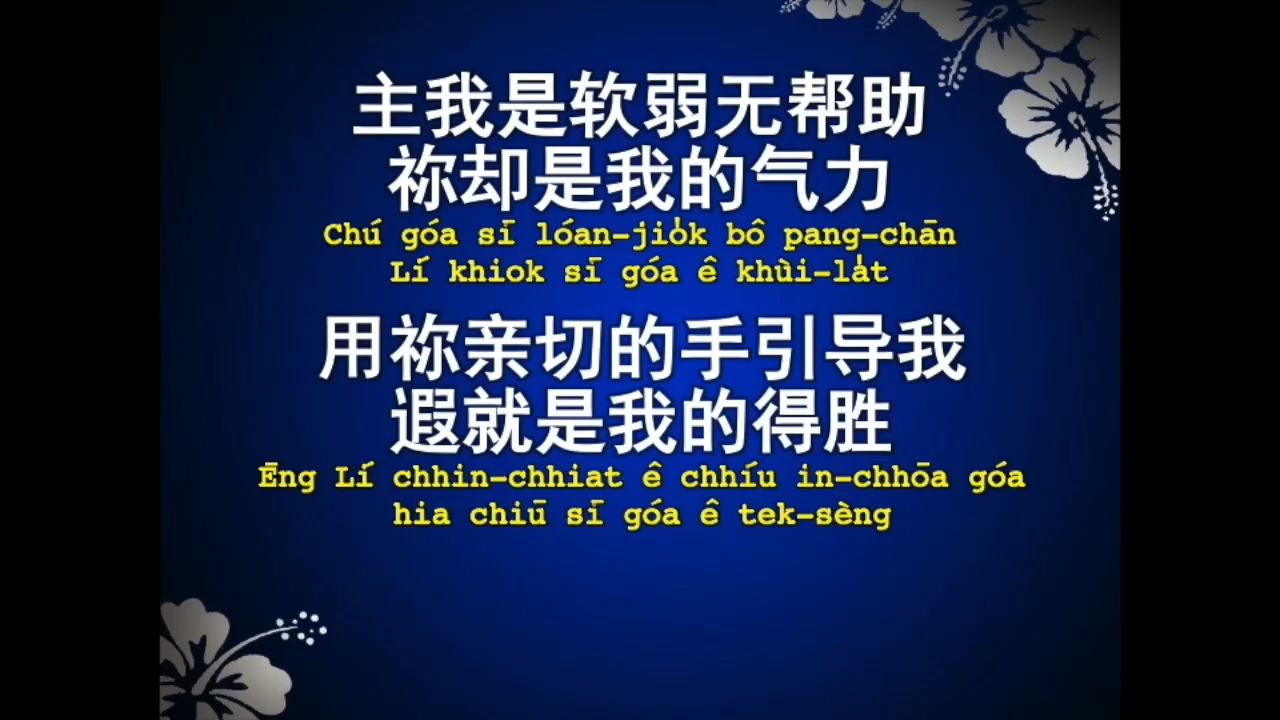 主我是软弱无帮助
祢却是我的气力
Chú góa sī lóan-jio̍k bô pang-chān
Lí khiok sī góa ê khùi-la̍t
用祢亲切的手引导我
遐就是我的得胜
Ēng Lí chhin-chhiat ê chhíu in-chhōa góa
hia chiū sī góa ê tek-sèng